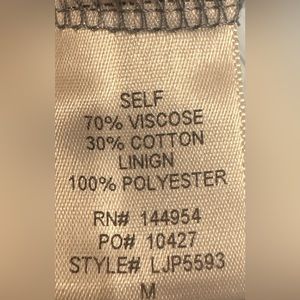 SELF
70% VISCOSE
30% COTTON
LINIGN
100% POLYESTER
RN# 144954
PO# 10427
STYLE# LJP5593
M